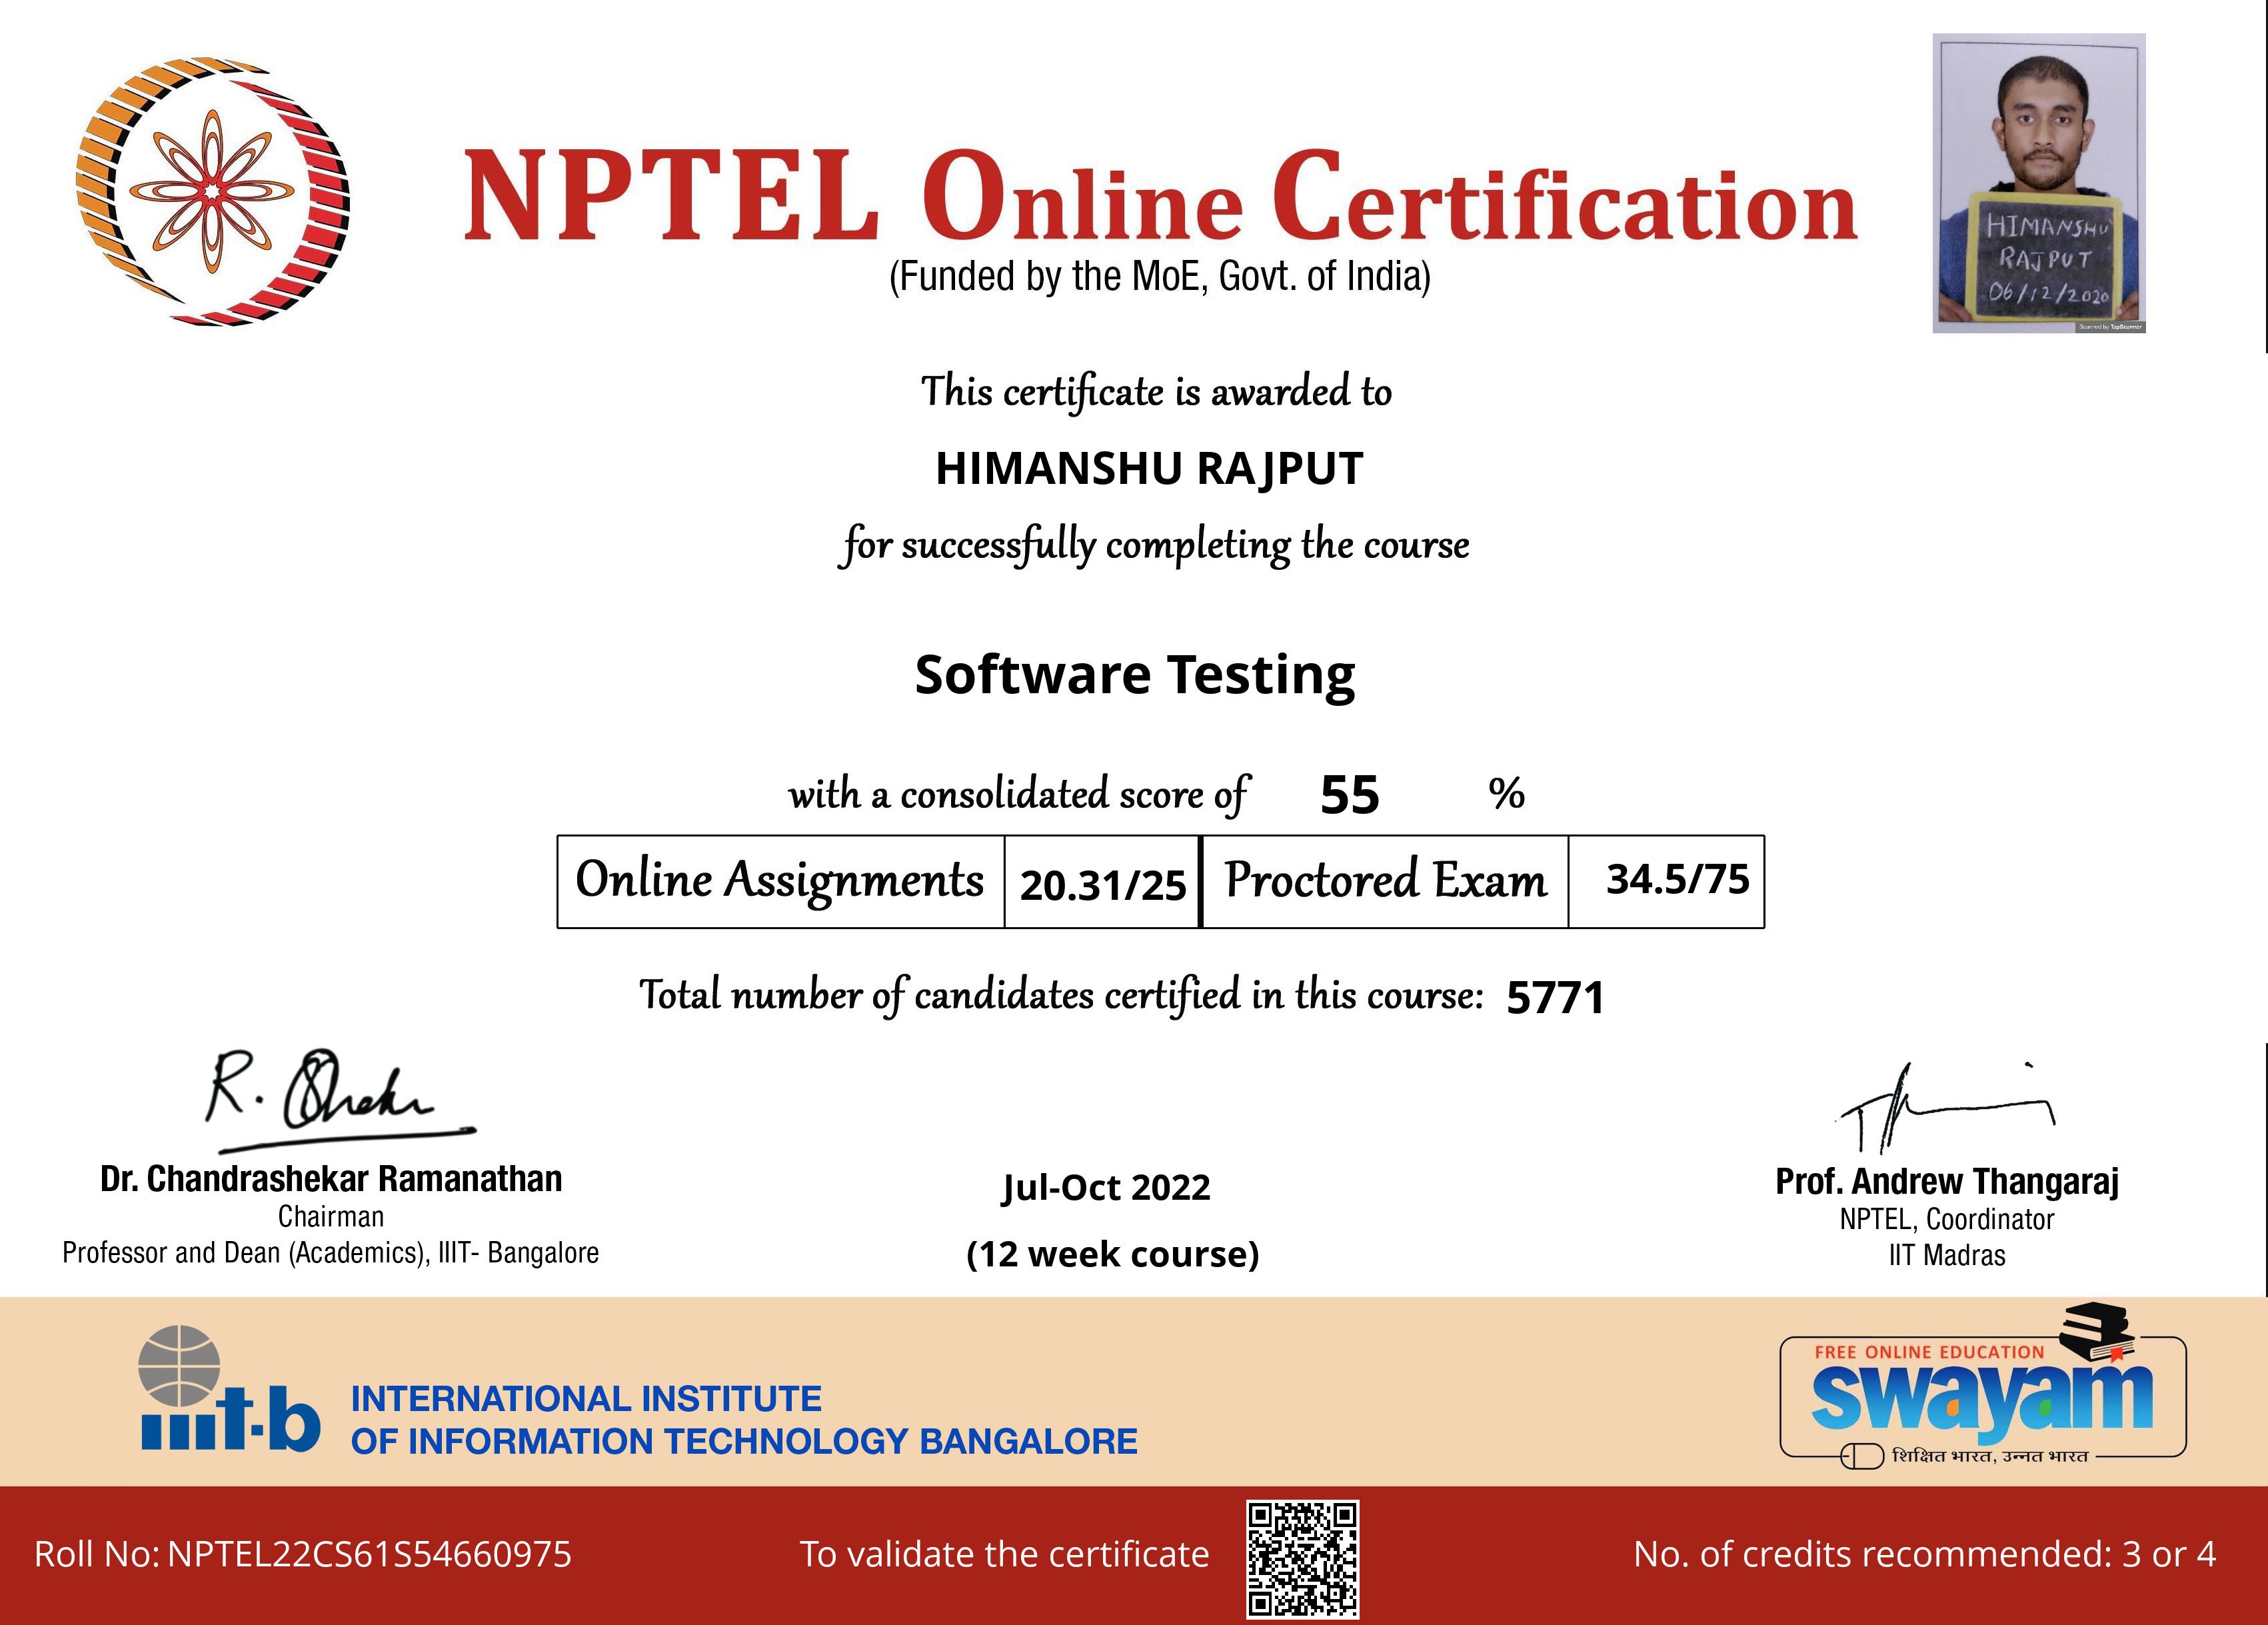 NPTEL Online Certification
(Funded by the MoE, Govt. of India)
HIMANSHU
RAJPUT
06/12/2020
Scanned by TapScanner
This certificate is awarded to
HIMANSHU RAJPUT
for successfully completing the course
Software Testing
with a consolidated score of 55 %
Online Assignments 20.31/25 Proctored Exam 34.5/75
Total number of candidates certified in this course: 5771
Dr. Chandrashekar Ramanathan
Chairman
Professor and Dean (Academics), IIIT- Bangalore
Jul-Oct 2022
(12 week course)
Prof. Andrew Thangaraj
NPTEL, Coordinator
IIT Madras
iiit-b
INTERNATIONAL INSTITUTE
OF INFORMATION TECHNOLOGY BANGALORE
FREE ONLINE EDUCATION
swayam
शिक्षित भारत, उन्नत भारत
Roll No: NPTEL22CS61S54660975
To validate the certificate
No. of credits recommended: 3 or 4